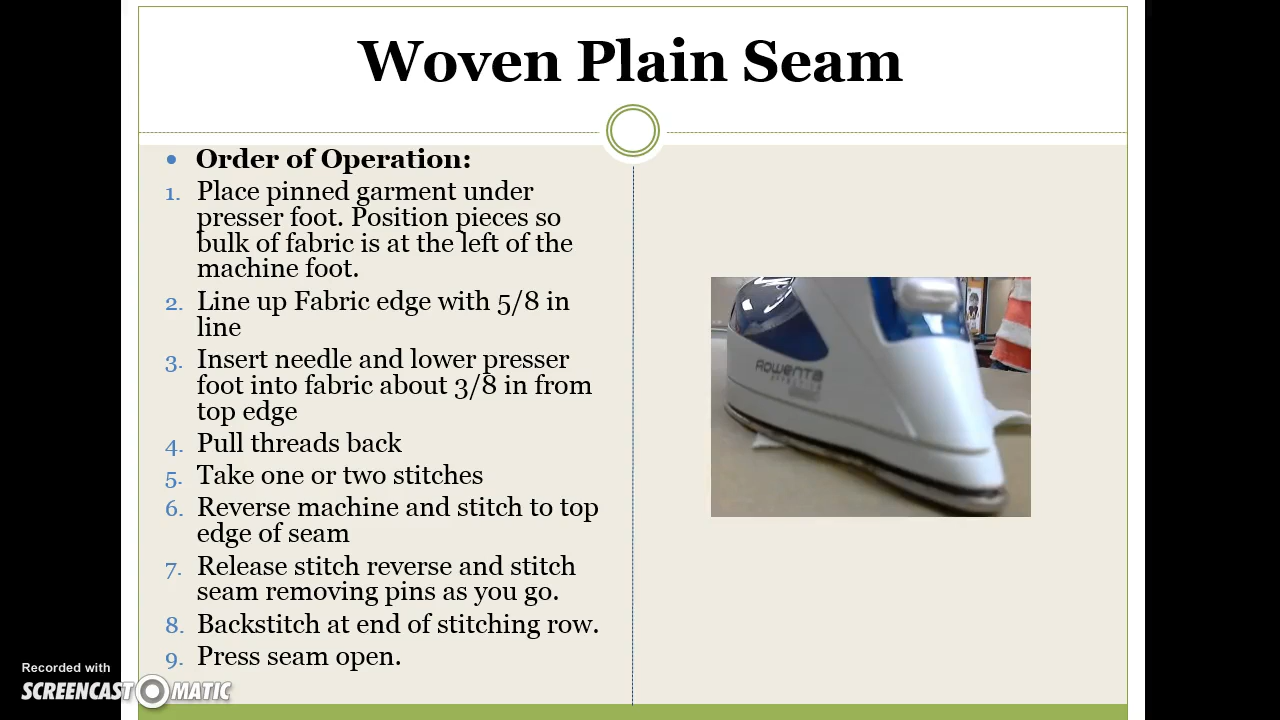 Woven Plain Seam
• Order of Operation:
1. Place pinned garment under
presser foot. Position pieces so
bulk of fabric is at the left of the
machine foot.
2. Line up Fabric edge with 5/8 in
line
3. Insert needle and lower presser
foot into fabric about 3/8 in from
top edge
4. Pull threads back
5. Take one or two stitches
6. Reverse machine and stitch to top
edge of seam
7. Release stitch reverse and stitch
seam removing pins as you go.
8. Backstitch at end of stitching row.
9. Press seam open.
Rowenta
Recorded with
SCREENCAST MATIC